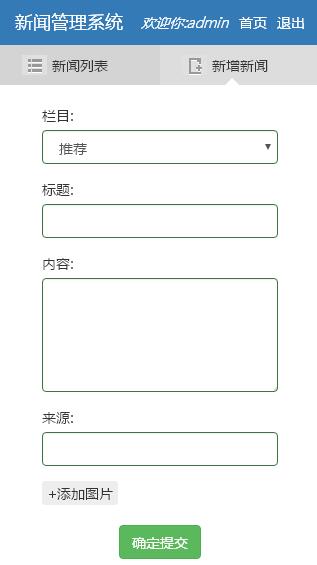 新闻管理系统 欢迎你:admin 首页 退出
新闻列表 新增新闻
栏目:
推荐
标题:
内容:
来源:
+添加图片
确定提交